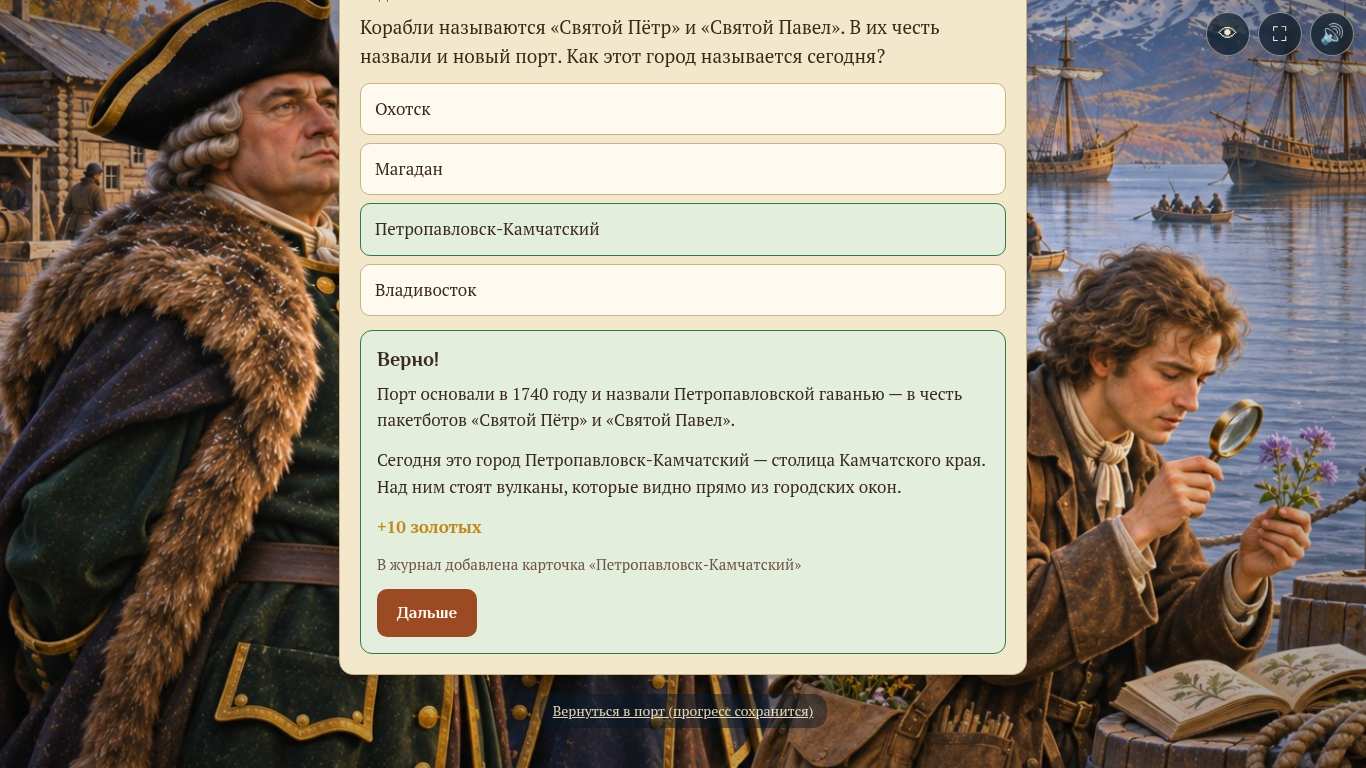 Корабли называются «Святой Пётр» и «Святой Павел». В их честь
назвали и новый порт. Как этот город называется сегодня?
Охотск
Магадан
Петропавловск-Камчатский
Владивосток
Верно!
Порт основали в 1740 году и назвали Петропавловской гаванью — в честь
пакетботов «Святой Пётр» и «Святой Павел».
Сегодня это город Петропавловск-Камчатский — столица Камчатского края.
Над ним стоят вулканы, которые видно прямо из городских окон.
+10 золотых
В журнал добавлена карточка «Петропавловск-Камчатский»
Дальше
Вернуться в порт (прогресс сохранится)